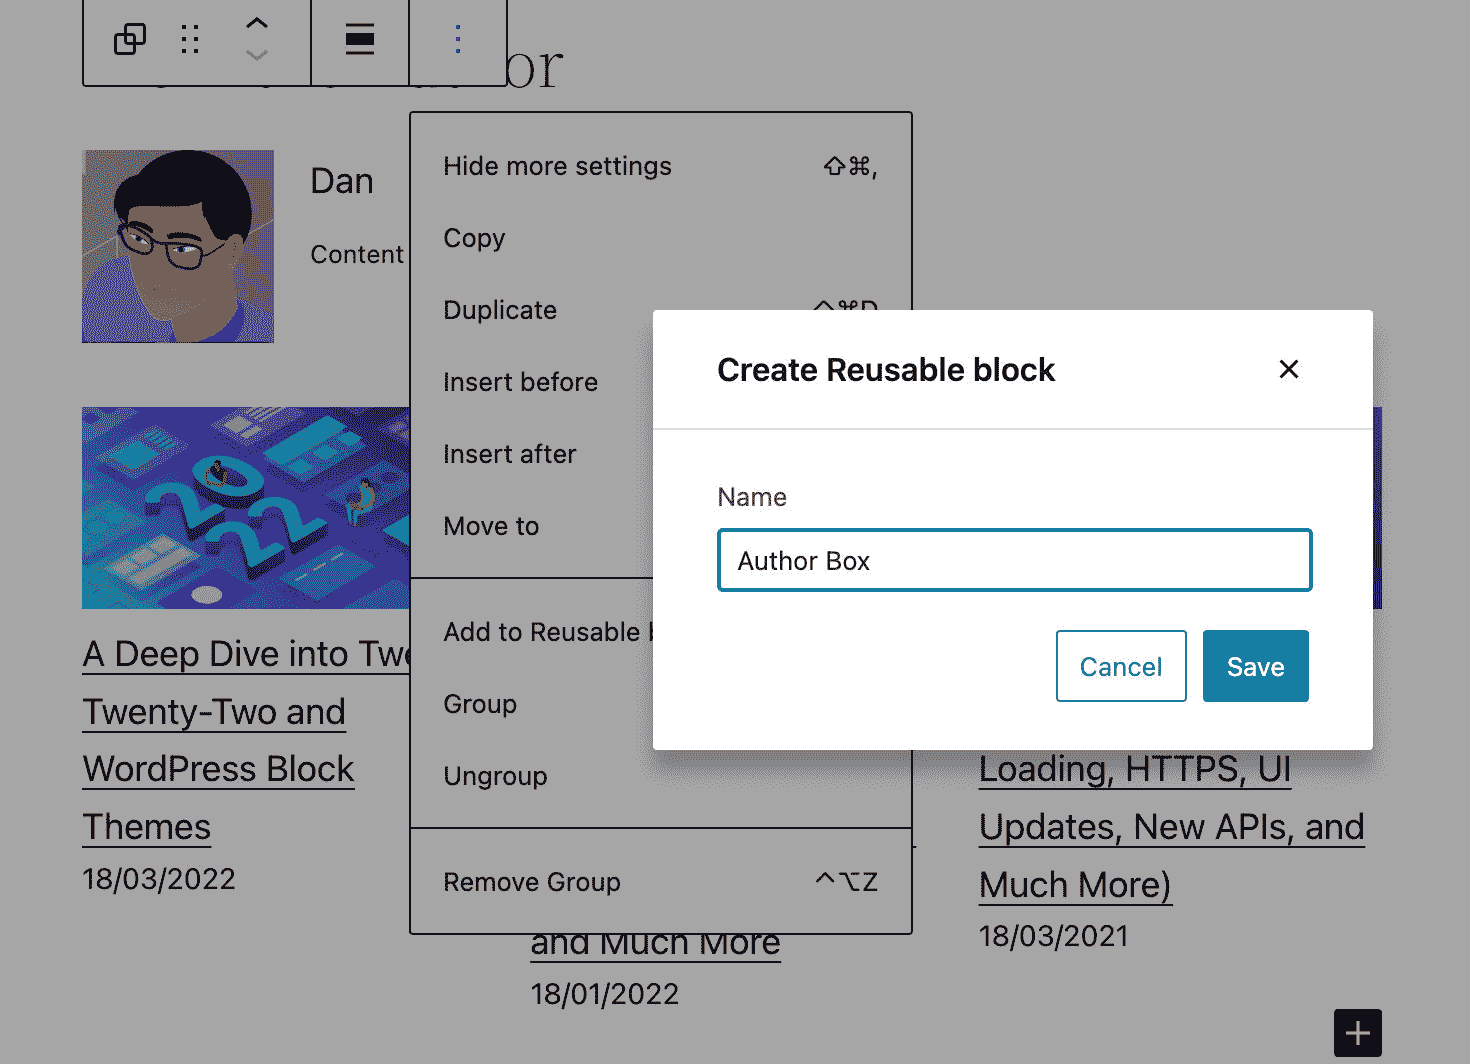 or
Dan
Content
Hide more settings ⇧⌘,
Copy
Duplicate ^⌘D
Insert before
Insert after
Move to
Add to Reusable
Group
Ungroup
Remove Group ^⌥Z
Create Reusable block
Name
Author Box
Cancel Save
2022
A Deep Dive into Twe
Twenty-Two and
WordPress Block
Themes
18/03/2022
and Much More
18/01/2022
Loading, HTTPS, UI
Updates, New APIs, and
Much More)
18/03/2021